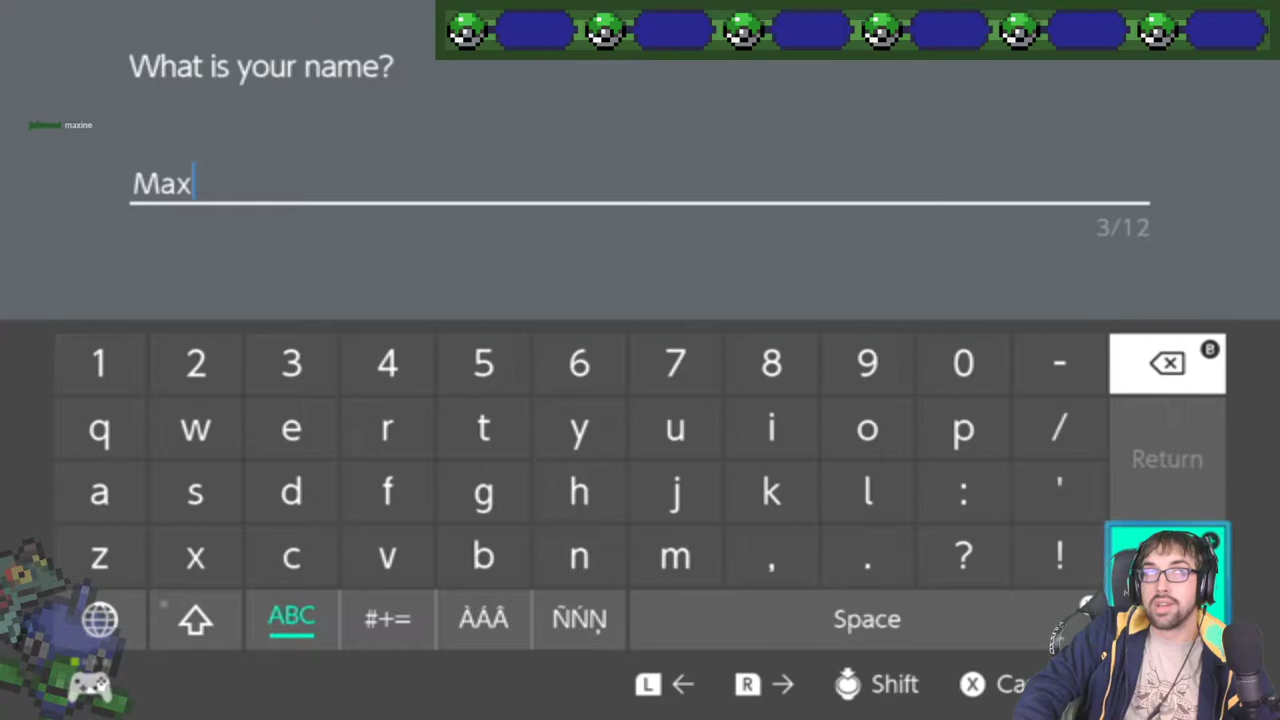 What is your name?
maxine
Max
3/12
1 2 3 4 5 6 7 8 9 0 -
B
q w e r t y u i o p /
Return
a s d f g h j k l : '
z x c v b n m , . ? !
ABC #+= ÀÁÂ ÑŃŅ Space
L ← R → Shift X